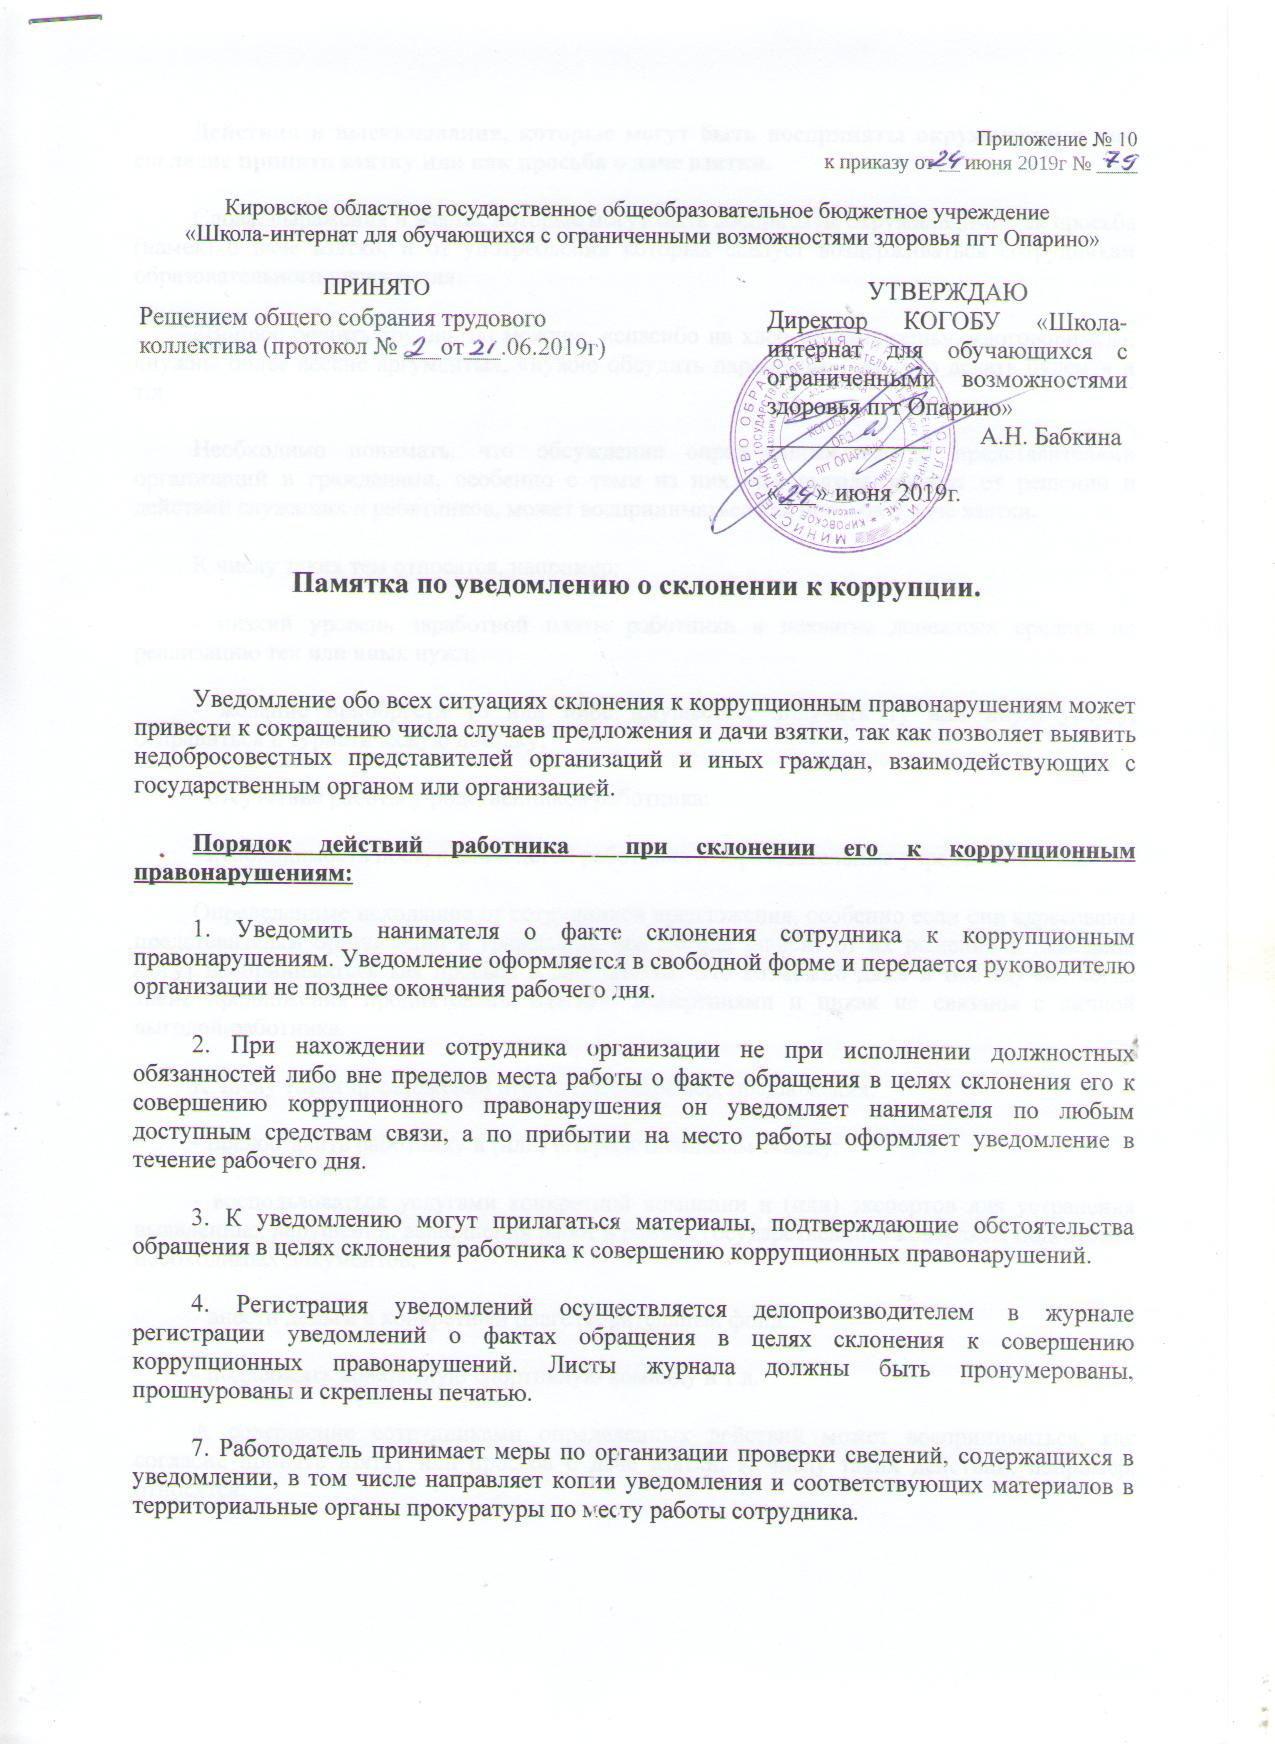 Приложение № 10
к приказу от 24 июня 2019г № 79
Кировское областное государственное общеобразовательное бюджетное учреждение
«Школа-интернат для обучающихся с ограниченными возможностями здоровья пгт Опарино»
ПРИНЯТО
Решением общего собрания трудового
коллектива (протокол № 2 от 21.06.2019г)
УТВЕРЖДАЮ
Директор КОГОБУ «Школа-
интернат для обучающихся с
ограниченными возможностями
здоровья пгт Опарино»
А.Н. Бабкина
«24» июня 2019г.
Памятка по уведомлению о склонении к коррупции.
Уведомление обо всех ситуациях склонения к коррупционным правонарушениям может
привести к сокращению числа случаев предложения и дачи взятки, так как позволяет выявить
недобросовестных представителей организаций и иных граждан, взаимодействующих с
государственным органом или организацией.
Порядок действий работника при склонении его к коррупционным
правонарушениям:
1. Уведомить нанимателя о факте склонения сотрудника к коррупционным
правонарушениям. Уведомление оформляется в свободной форме и передается руководителю
организации не позднее окончания рабочего дня.
2. При нахождении сотрудника организации не при исполнении должностных
обязанностей либо вне пределов места работы о факте обращения в целях склонения его к
совершению коррупционного правонарушения он уведомляет нанимателя по любым
доступным средствам связи, а по прибытии на место работы оформляет уведомление в
течение рабочего дня.
3. К уведомлению могут прилагаться материалы, подтверждающие обстоятельства
обращения в целях склонения работника к совершению коррупционных правонарушений.
4. Регистрация уведомлений осуществляется делопроизводителем в журнале
регистрации уведомлений о фактах обращения в целях склонения к совершению
коррупционных правонарушений. Листы журнала должны быть пронумерованы,
прошнурованы и скреплены печатью.
7. Работодатель принимает меры по организации проверки сведений, содержащихся в
уведомлении, в том числе направляет копии уведомления и соответствующих материалов в
территориальные органы прокуратуры по месту работы сотрудника.